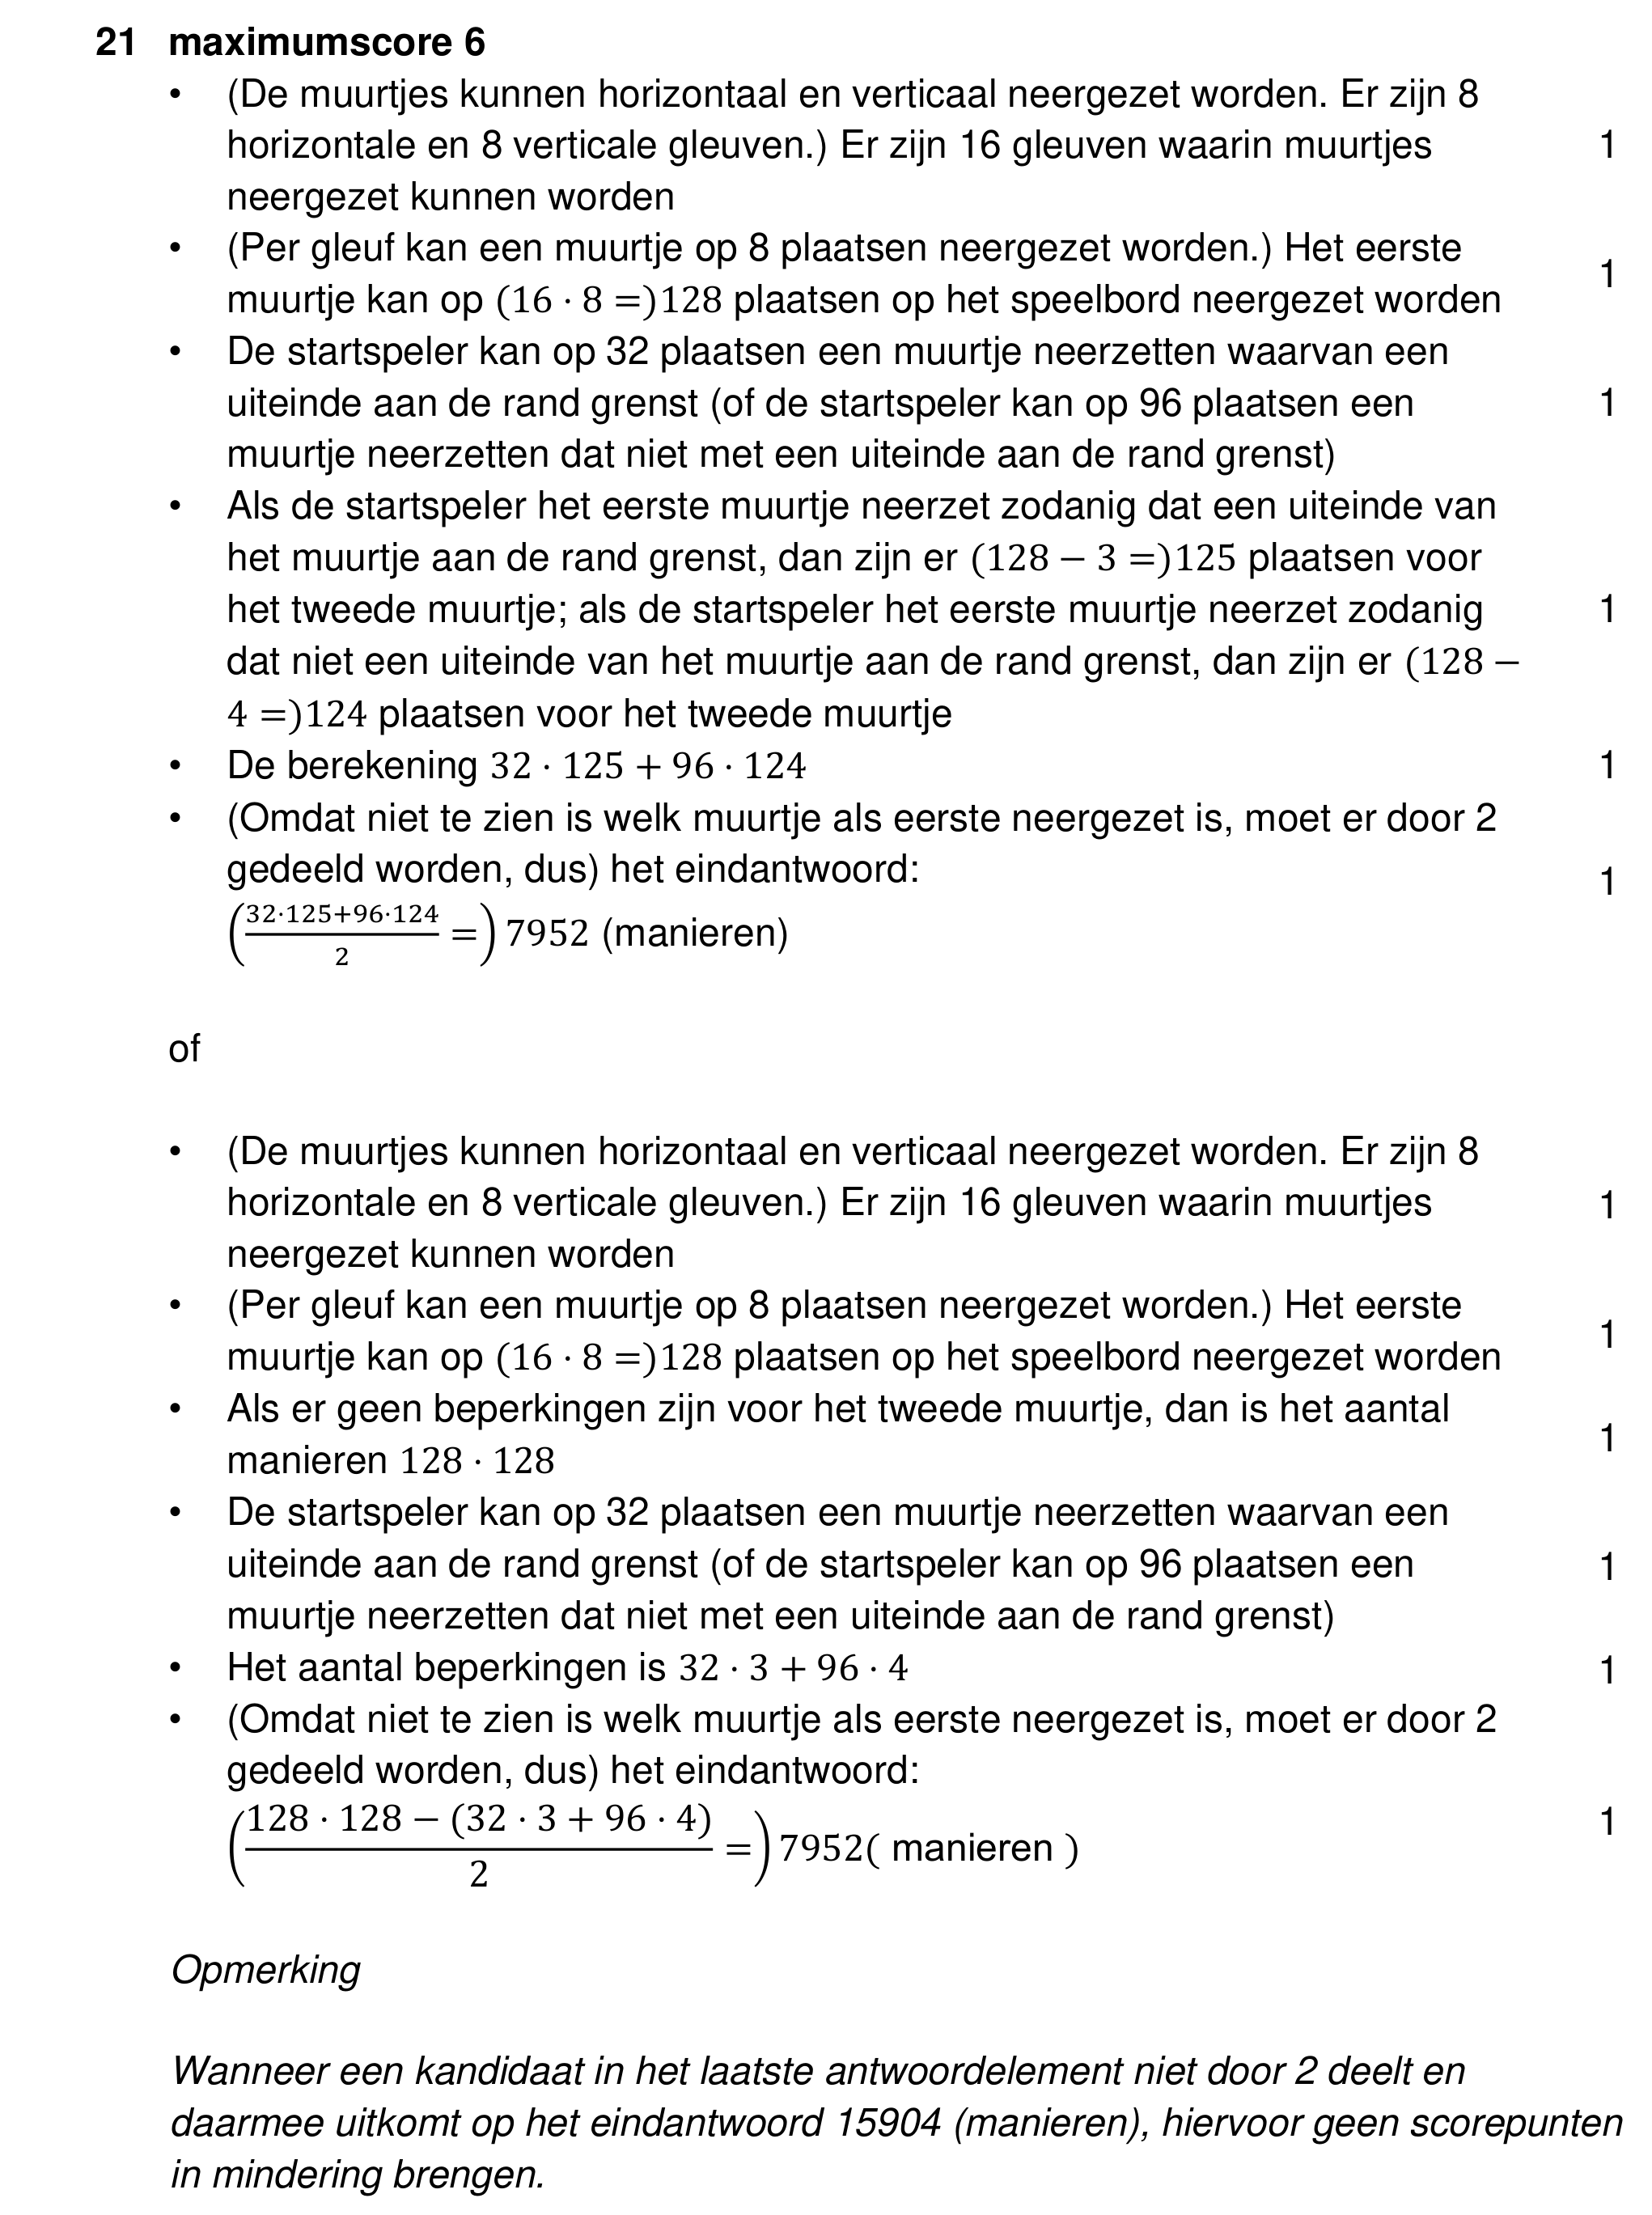 21 maximumscore 6
• (De muurtjes kunnen horizontaal en verticaal neergezet worden. Er zijn 8
horizontale en 8 verticale gleuven.) Er zijn 16 gleuven waarin muurtjes 1
neergezet kunnen worden
• (Per gleuf kan een muurtje op 8 plaatsen neergezet worden.) Het eerste
muurtje kan op (16 · 8 =)128 plaatsen op het speelbord neergezet worden 1
• De startspeler kan op 32 plaatsen een muurtje neerzetten waarvan een
uiteinde aan de rand grenst (of de startspeler kan op 96 plaatsen een 1
muurtje neerzetten dat niet met een uiteinde aan de rand grenst)
• Als de startspeler het eerste muurtje neerzet zodanig dat een uiteinde van
het muurtje aan de rand grenst, dan zijn er (128 − 3 =)125 plaatsen voor
het tweede muurtje; als de startspeler het eerste muurtje neerzet zodanig 1
dat niet een uiteinde van het muurtje aan de rand grenst, dan zijn er (128 −
4 =)124 plaatsen voor het tweede muurtje
• De berekening 32 · 125 + 96 · 124 1
• (Omdat niet te zien is welk muurtje als eerste neergezet is, moet er door 2
gedeeld worden, dus) het eindantwoord: 1
((32·125+96·124)/2 =) 7952 (manieren)
of
• (De muurtjes kunnen horizontaal en verticaal neergezet worden. Er zijn 8
horizontale en 8 verticale gleuven.) Er zijn 16 gleuven waarin muurtjes 1
neergezet kunnen worden
• (Per gleuf kan een muurtje op 8 plaatsen neergezet worden.) Het eerste
muurtje kan op (16 · 8 =)128 plaatsen op het speelbord neergezet worden 1
• Als er geen beperkingen zijn voor het tweede muurtje, dan is het aantal
manieren 128 · 128 1
• De startspeler kan op 32 plaatsen een muurtje neerzetten waarvan een
uiteinde aan de rand grenst (of de startspeler kan op 96 plaatsen een 1
muurtje neerzetten dat niet met een uiteinde aan de rand grenst)
• Het aantal beperkingen is 32 · 3 + 96 · 4 1
• (Omdat niet te zien is welk muurtje als eerste neergezet is, moet er door 2
gedeeld worden, dus) het eindantwoord:
((128 · 128 − (32 · 3 + 96 · 4))/2 =) 7952( manieren ) 1
Opmerking
Wanneer een kandidaat in het laatste antwoordelement niet door 2 deelt en
daarmee uitkomt op het eindantwoord 15904 (manieren), hiervoor geen scorepunten
in mindering brengen.